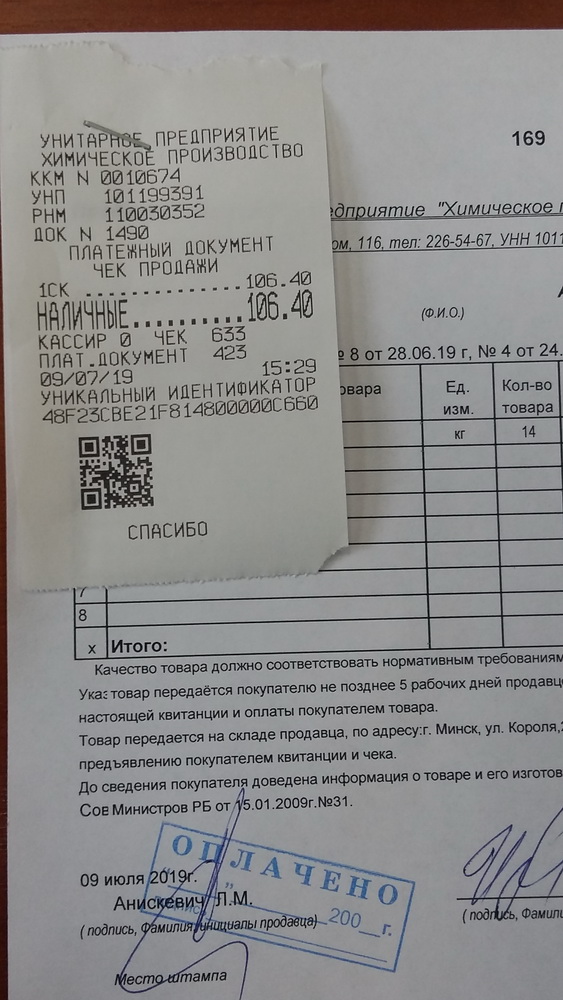 УНИТАРНОЕ ПРЕДПРИЯТИЕ
ХИМИЧЕСКОЕ ПРОИЗВОДСТВО
ККМ N 0010674
УНП 101199391
РНМ 110030352
ДОК N 1490
ПЛАТЕЖНЫЙ ДОКУМЕНТ
ЧЕК ПРОДАЖИ
1СК .............106.40
НАЛИЧНЫЕ..........106.40
КАССИР 0 ЧЕК 633
ПЛАТ.ДОКУМЕНТ 423
09/07/19 15:29
УНИКАЛЬНЫЙ ИДЕНТИФИКАТОР
48F23CBE21F814800000C660
СПАСИБО
169
едприятие "Химическое п
ом, 116, тел: 226-54-67, УНН 1011
(Ф.И.О.)
№ 8 от 28.06.19 г, № 4 от 24.
овара Ед. изм. Кол-во товара
кг 14
7
8
х Итого:
Качество товара должно соответствовать нормативным требованиям
Указ товар передаётся покупателю не позднее 5 рабочих дней продавц
настоящей квитанции и оплаты покупателем товара.
Товар передается на складе продавца, по адресу:г. Минск, ул. Короля,
предъявлению покупателем квитанции и чека.
До сведения покупателя доведена информация о товаре и его изготов
Сов Министров РБ от 15.01.2009г.№31.
ОПЛАЧЕНО
09 июля 2019г.
200__г.
Анискевич Л.М.
( подпись, Фамилия, инициалы продавца)
( подпись, Фамили
Место штампа